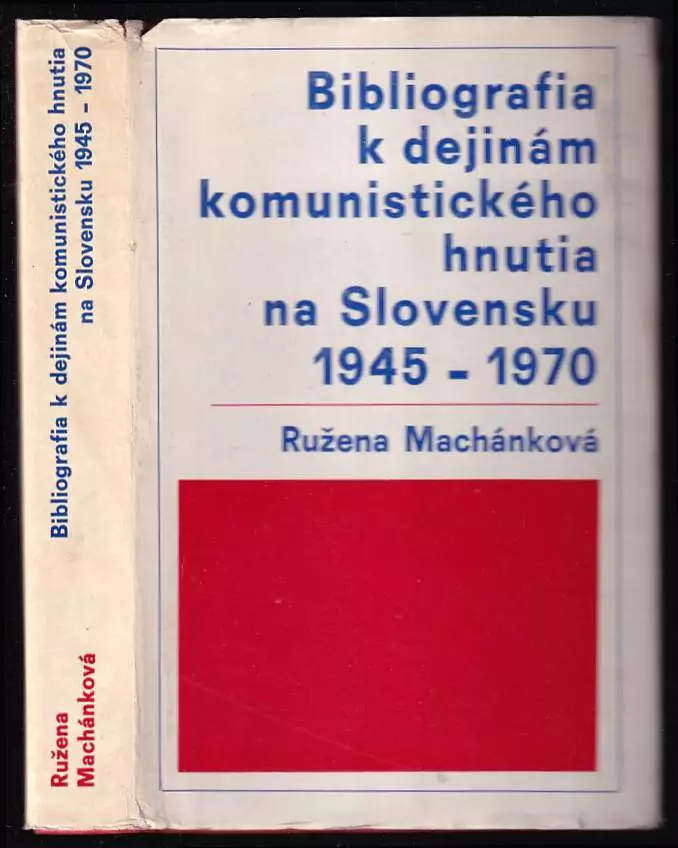 Bibliografia k dejinám komunistického hnutia
na Slovensku 1945 - 1970
Ružena
Machánková
Bibliografia
k dejinám
komunistického
hnutia
na Slovensku
1945 - 1970
Ružena Machánková